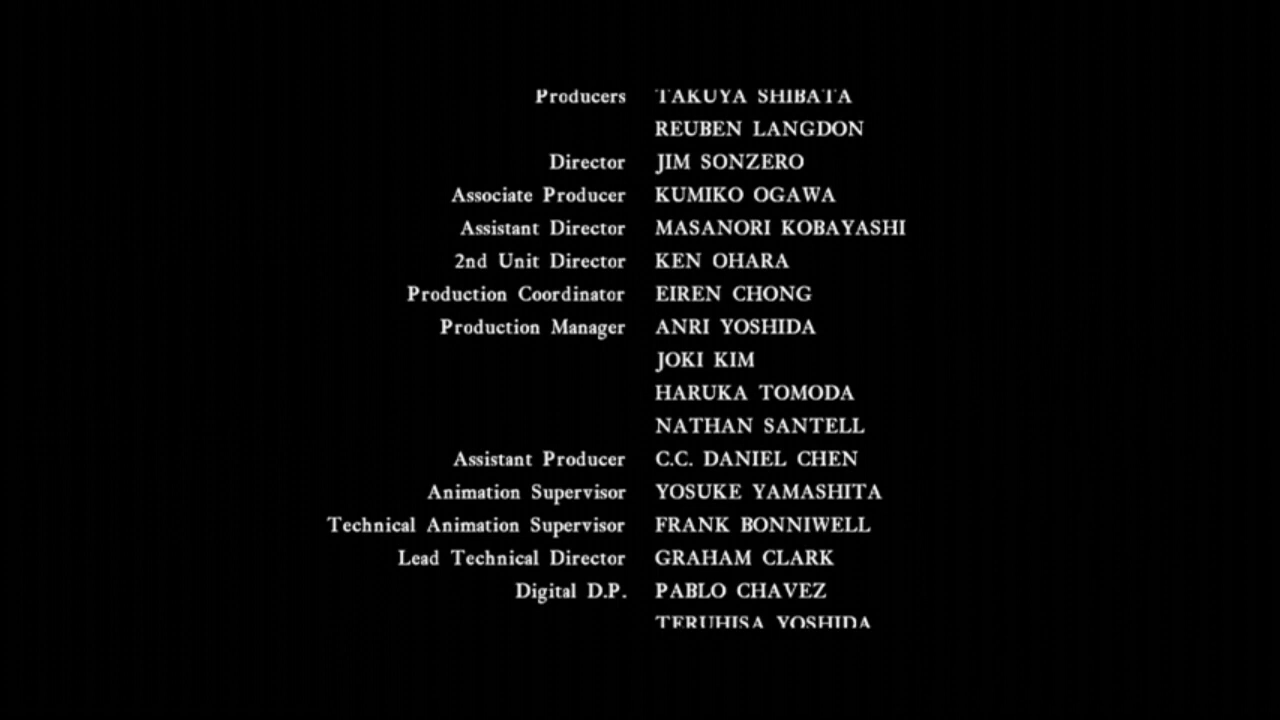 Producers TAKUYA SHIBATA
REUBEN LANGDON
Director JIM SONZERO
Associate Producer KUMIKO OGAWA
Assistant Director MASANORI KOBAYASHI
2nd Unit Director KEN OHARA
Production Coordinator EIREN CHONG
Production Manager ANRI YOSHIDA
JOKI KIM
HARUKA TOMODA
NATHAN SANTELL
Assistant Producer C.C. DANIEL CHEN
Animation Supervisor YOSUKE YAMASHITA
Technical Animation Supervisor FRANK BONNIWELL
Lead Technical Director GRAHAM CLARK
Digital D.P. PABLO CHAVEZ
TERUHISA YOSHIDA